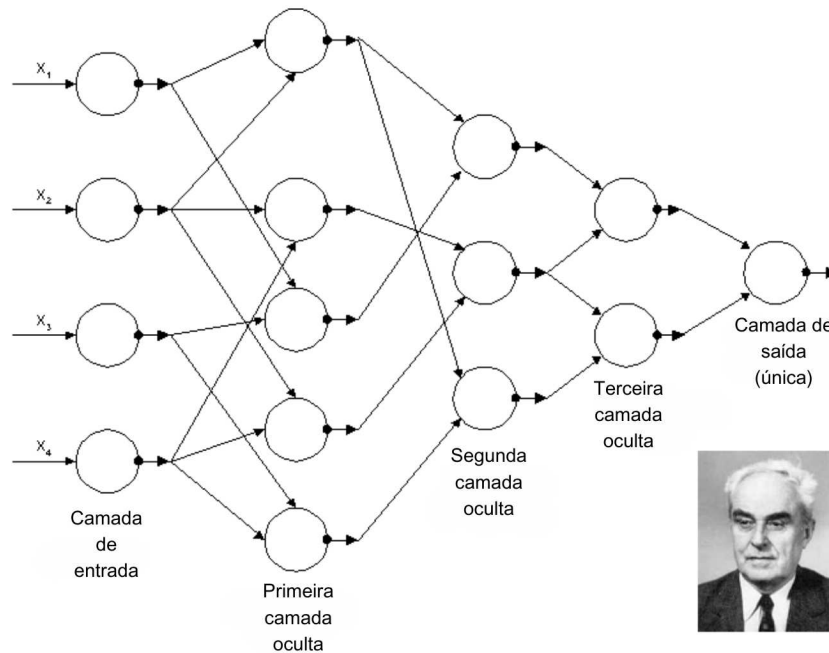 X1
X2
X3
X4
Camada
de
entrada
Primeira
camada
oculta
Segunda
camada
oculta
Terceira
camada
oculta
Camada de
saída
(única)